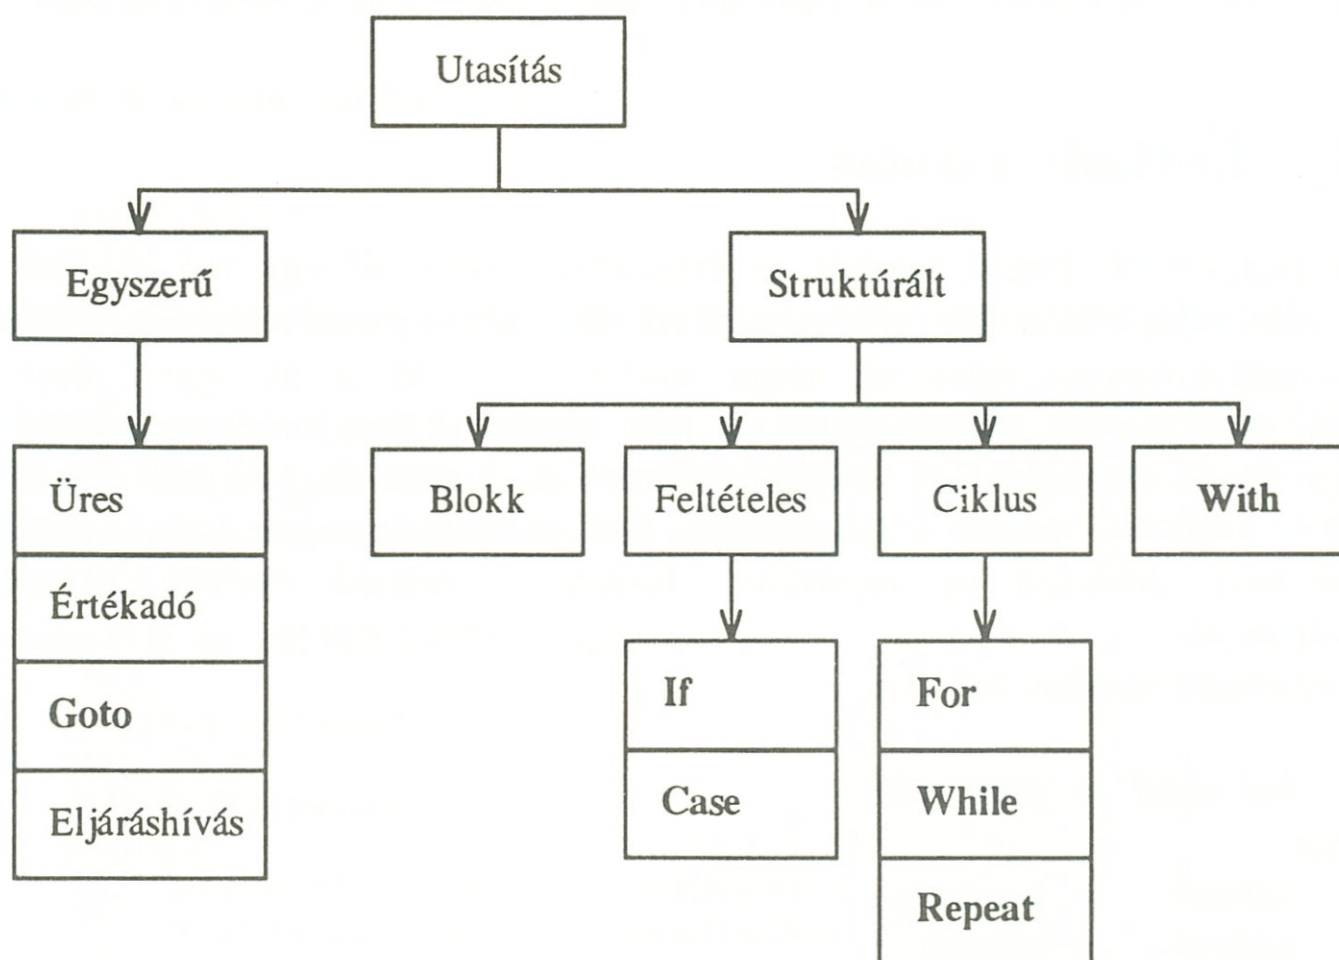 Utasítás
Egyszerű
Struktúrált
Üres
Értékadó
Goto
Eljáráshívás
Blokk
Feltételes
Ciklus
With
If
Case
For
While
Repeat